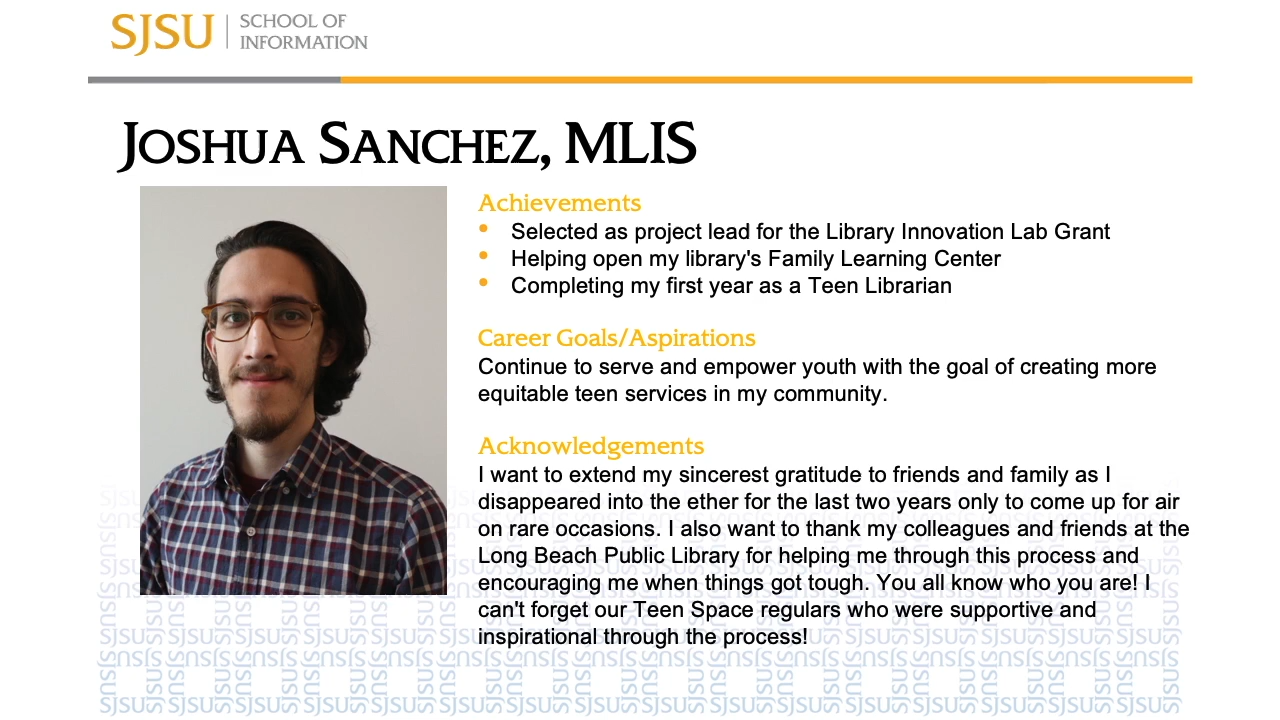 SJSU SCHOOL OF
INFORMATION
JOSHUA SANCHEZ, MLIS
Achievements
• Selected as project lead for the Library Innovation Lab Grant
• Helping open my library's Family Learning Center
• Completing my first year as a Teen Librarian
Career Goals/Aspirations
Continue to serve and empower youth with the goal of creating more
equitable teen services in my community.
Acknowledgements
I want to extend my sincerest gratitude to friends and family as I
disappeared into the ether for the last two years only to come up for air
on rare occasions. I also want to thank my colleagues and friends at the
Long Beach Public Library for helping me through this process and
encouraging me when things got tough. You all know who you are! I
can't forget our Teen Space regulars who were supportive and
inspirational through the process!